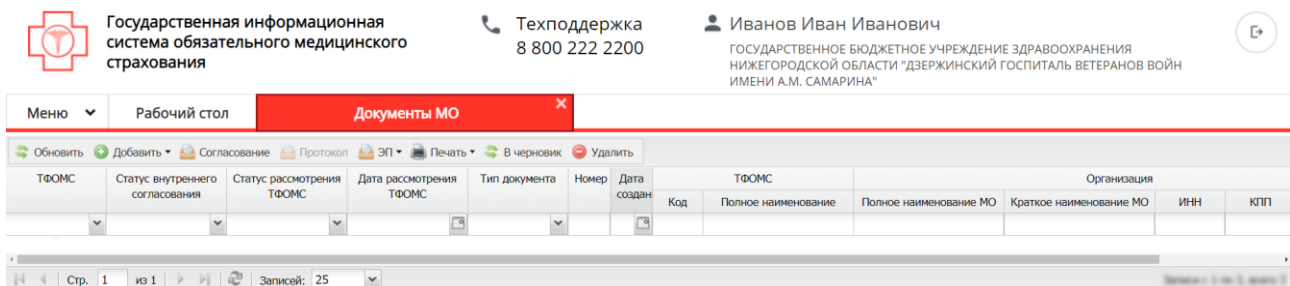 Государственная информационная
система обязательного медицинского
страхования
Техподдержка
8 800 222 2200
Иванов Иван Иванович
ГОСУДАРСТВЕННОЕ БЮДЖЕТНОЕ УЧРЕЖДЕНИЕ ЗДРАВООХРАНЕНИЯ
НИЖЕГОРОДСКОЙ ОБЛАСТИ "ДЗЕРЖИНСКИЙ ГОСПИТАЛЬ ВЕТЕРАНОВ ВОЙН
ИМЕНИ А.М. САМАРИНА"
Меню Рабочий стол Документы МО
Обновить Добавить Согласование Протокол ЭП Печать В черновик Удалить
ТФОМС Статус внутреннего Статус рассмотрения Дата рассмотрения Тип документа Номер Дата ТФОМС Организация
согласования ТФОМС ТФОМС создан
Код Полное наименование Полное наименование МО Краткое наименование МО ИНН КПП
Стр. 1 из 1 Записей: 25